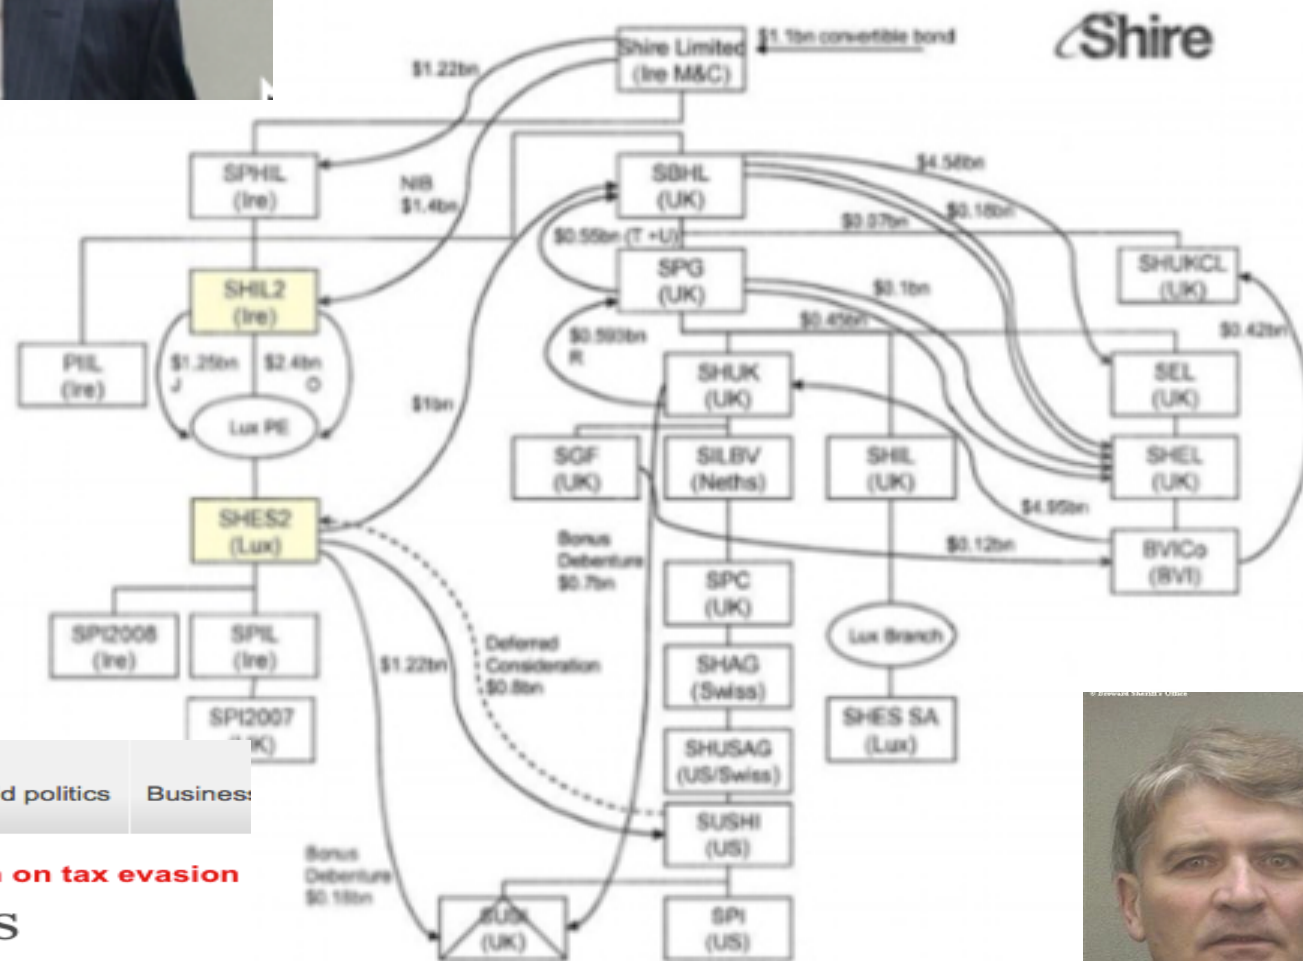 Shire
Shire Limited
(Ire M&C)
$1.1bn convertible bond
$1.22bn
SPHIL
(Ire)
NIB
$1.4bn
SBHL
(UK)
$4.58bn
$0.18bn
$0.07bn
$0.55bn (T +U)
SPG
(UK)
SHUKCL
(UK)
SHIL2
(Ire)
$0.1bn
$0.45bn
$0.42bn
PIIL
(Ire)
$1.25bn
J
$2.4bn
O
$0.593bn
R
SHUK
(UK)
SEL
(UK)
$1bn
Lux PE
SGF
(UK)
SILBV
(Neths)
SHIL
(UK)
SHEL
(UK)
SHES2
(Lux)
$4.95bn
Bonus
Debenture
$0.7bn
$0.12bn
BVICo
(BVI)
SPC
(UK)
SPI2008
(Ire)
SPIL
(Ire)
Lux Branch
Deferred
Consideration
$0.8bn
$1.22bn
SHAG
(Swiss)
SPI2007
SHES SA
(Lux)
SHUSAG
(US/Swiss)
d politics
Business
SUSHI
(US)
on tax evasion
Bonus
Debenture
$0.18bn
s
SUSI
(UK)
SPI
(US)
© Broward Sheriff's Office